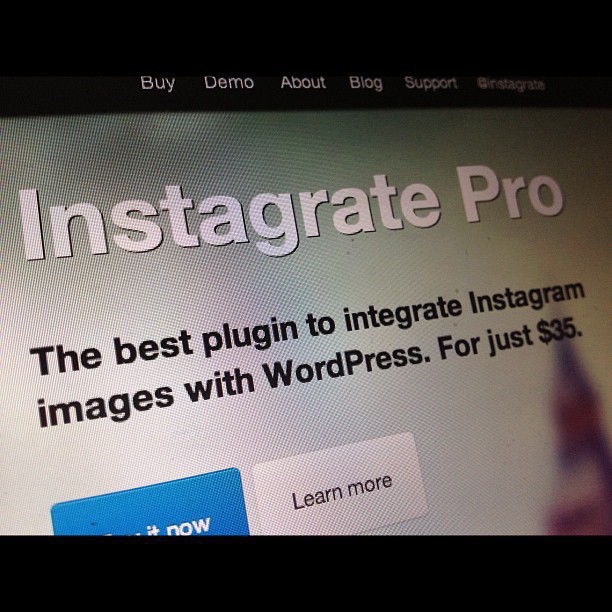 Buy Demo About Blog Support @instagrate
Instagrate Pro
The best plugin to integrate Instagram
images with WordPress. For just $35.
it now Learn more